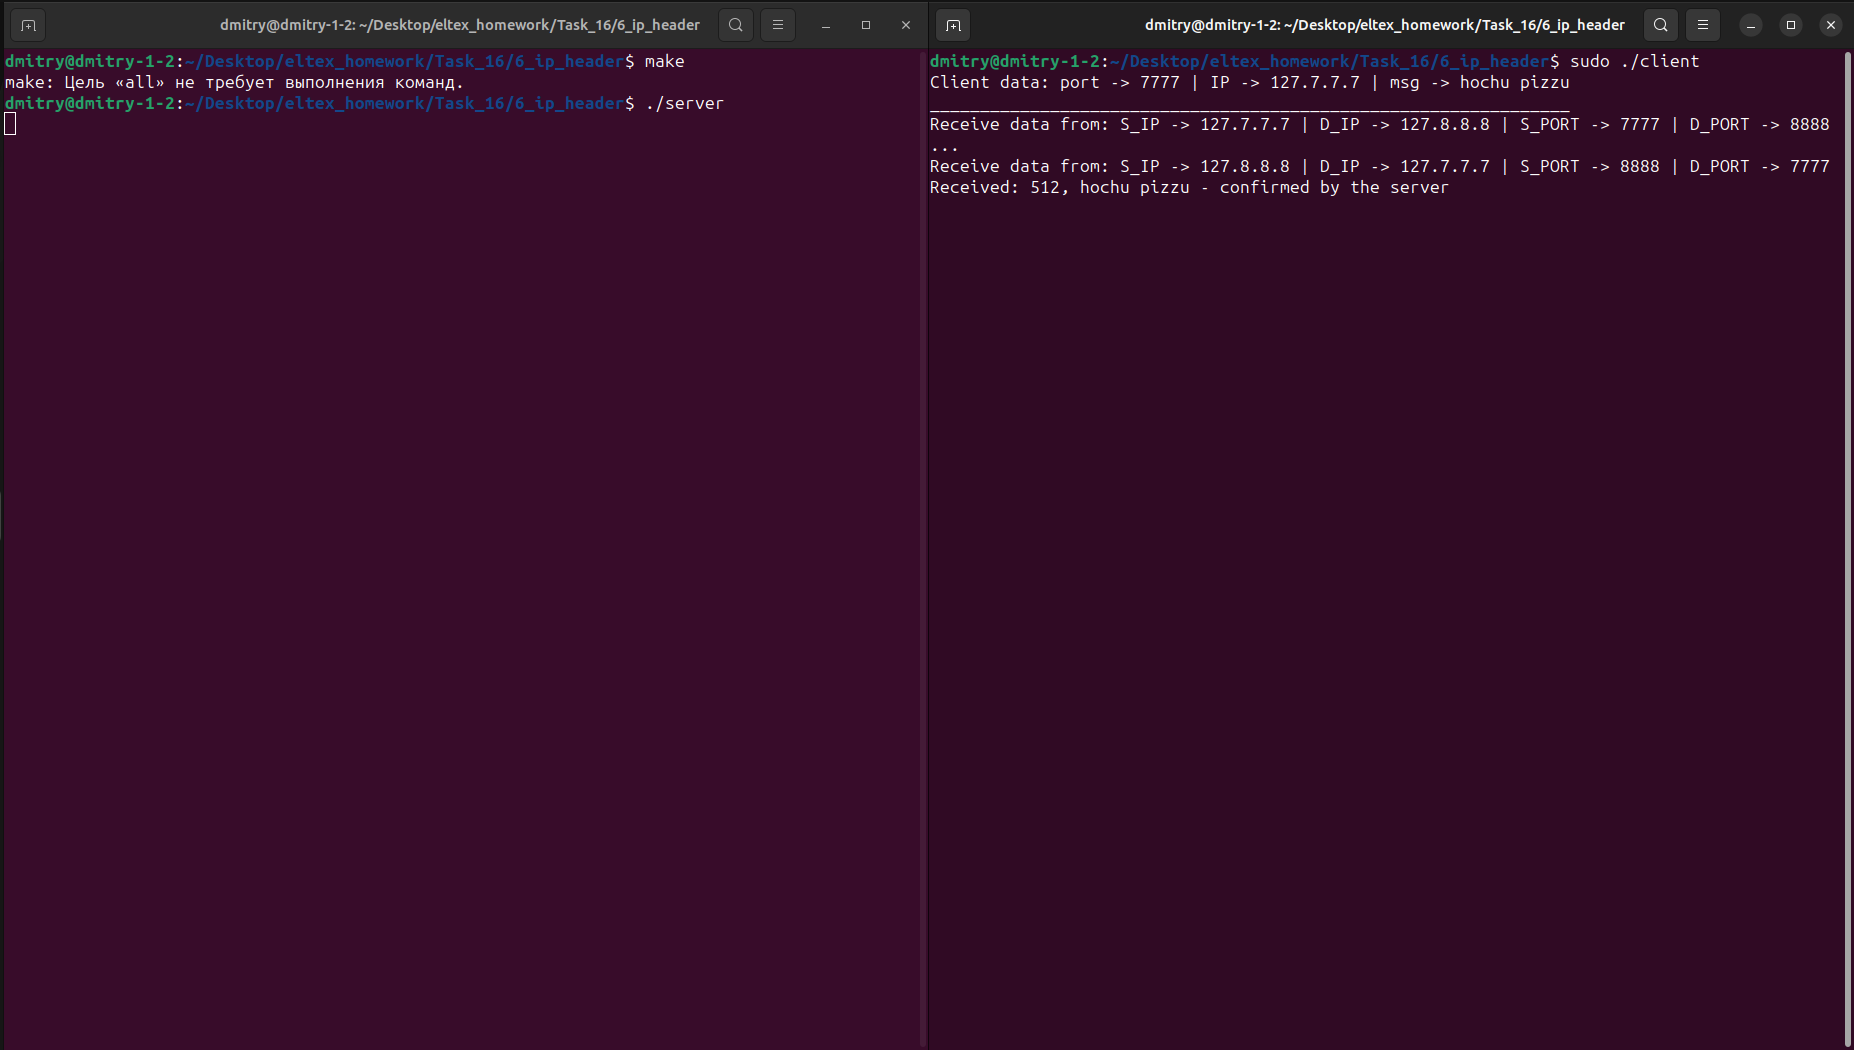 dmitry@dmitry-1-2: ~/Desktop/eltex_homework/Task_16/6_ip_header
dmitry@dmitry-1-2:~/Desktop/eltex_homework/Task_16/6_ip_header$ make
make: Цель «all» не требует выполнения команд.
dmitry@dmitry-1-2:~/Desktop/eltex_homework/Task_16/6_ip_header$ ./server
dmitry@dmitry-1-2: ~/Desktop/eltex_homework/Task_16/6_ip_header
dmitry@dmitry-1-2:~/Desktop/eltex_homework/Task_16/6_ip_header$ sudo ./client
Client data: port -> 7777 | IP -> 127.7.7.7 | msg -> hochu pizzu
________________________________________________________________
Receive data from: S_IP -> 127.7.7.7 | D_IP -> 127.8.8.8 | S_PORT -> 7777 | D_PORT -> 8888
...
Receive data from: S_IP -> 127.8.8.8 | D_IP -> 127.7.7.7 | S_PORT -> 8888 | D_PORT -> 7777
Received: 512, hochu pizzu - confirmed by the server